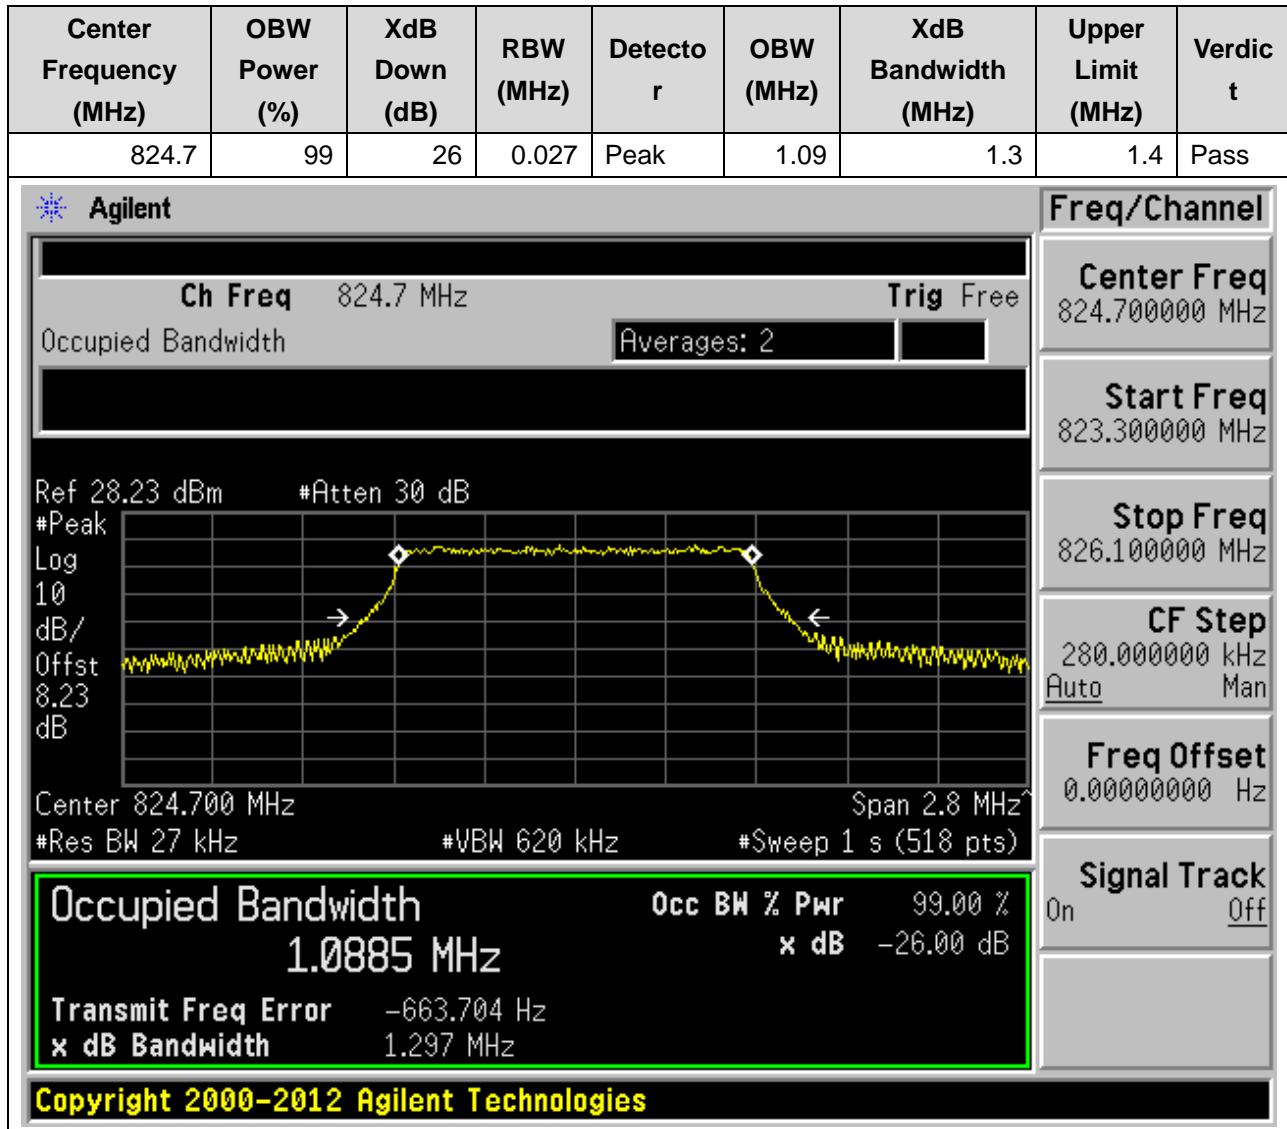 Center Frequency (MHz) OBW Power (%) XdB Down (dB) RBW (MHz) Detecto r OBW (MHz) XdB Bandwidth (MHz) Upper Limit (MHz) Verdic t
824.7 99 26 0.027 Peak 1.09 1.3 1.4 Pass
Agilent
Freq/Channel
Ch Freq 824.7 MHz Trig Free
Occupied Bandwidth Averages: 2
Ref 28.23 dBm #Atten 30 dB
#Peak
Log
10
dB/
Offst
8.23
dB
Center 824.700 MHz Span 2.8 MHz^
#Res BW 27 kHz #VBW 620 kHz #Sweep 1 s (518 pts)
Occupied Bandwidth Occ BW % Pwr 99.00 %
1.0885 MHz x dB -26.00 dB
Transmit Freq Error -663.704 Hz
x dB Bandwidth 1.297 MHz
Copyright 2000-2012 Agilent Technologies
Center Freq
824.700000 MHz
Start Freq
823.300000 MHz
Stop Freq
826.100000 MHz
CF Step
280.000000 kHz
Auto Man
Freq Offset
0.00000000 Hz
Signal Track
On Off